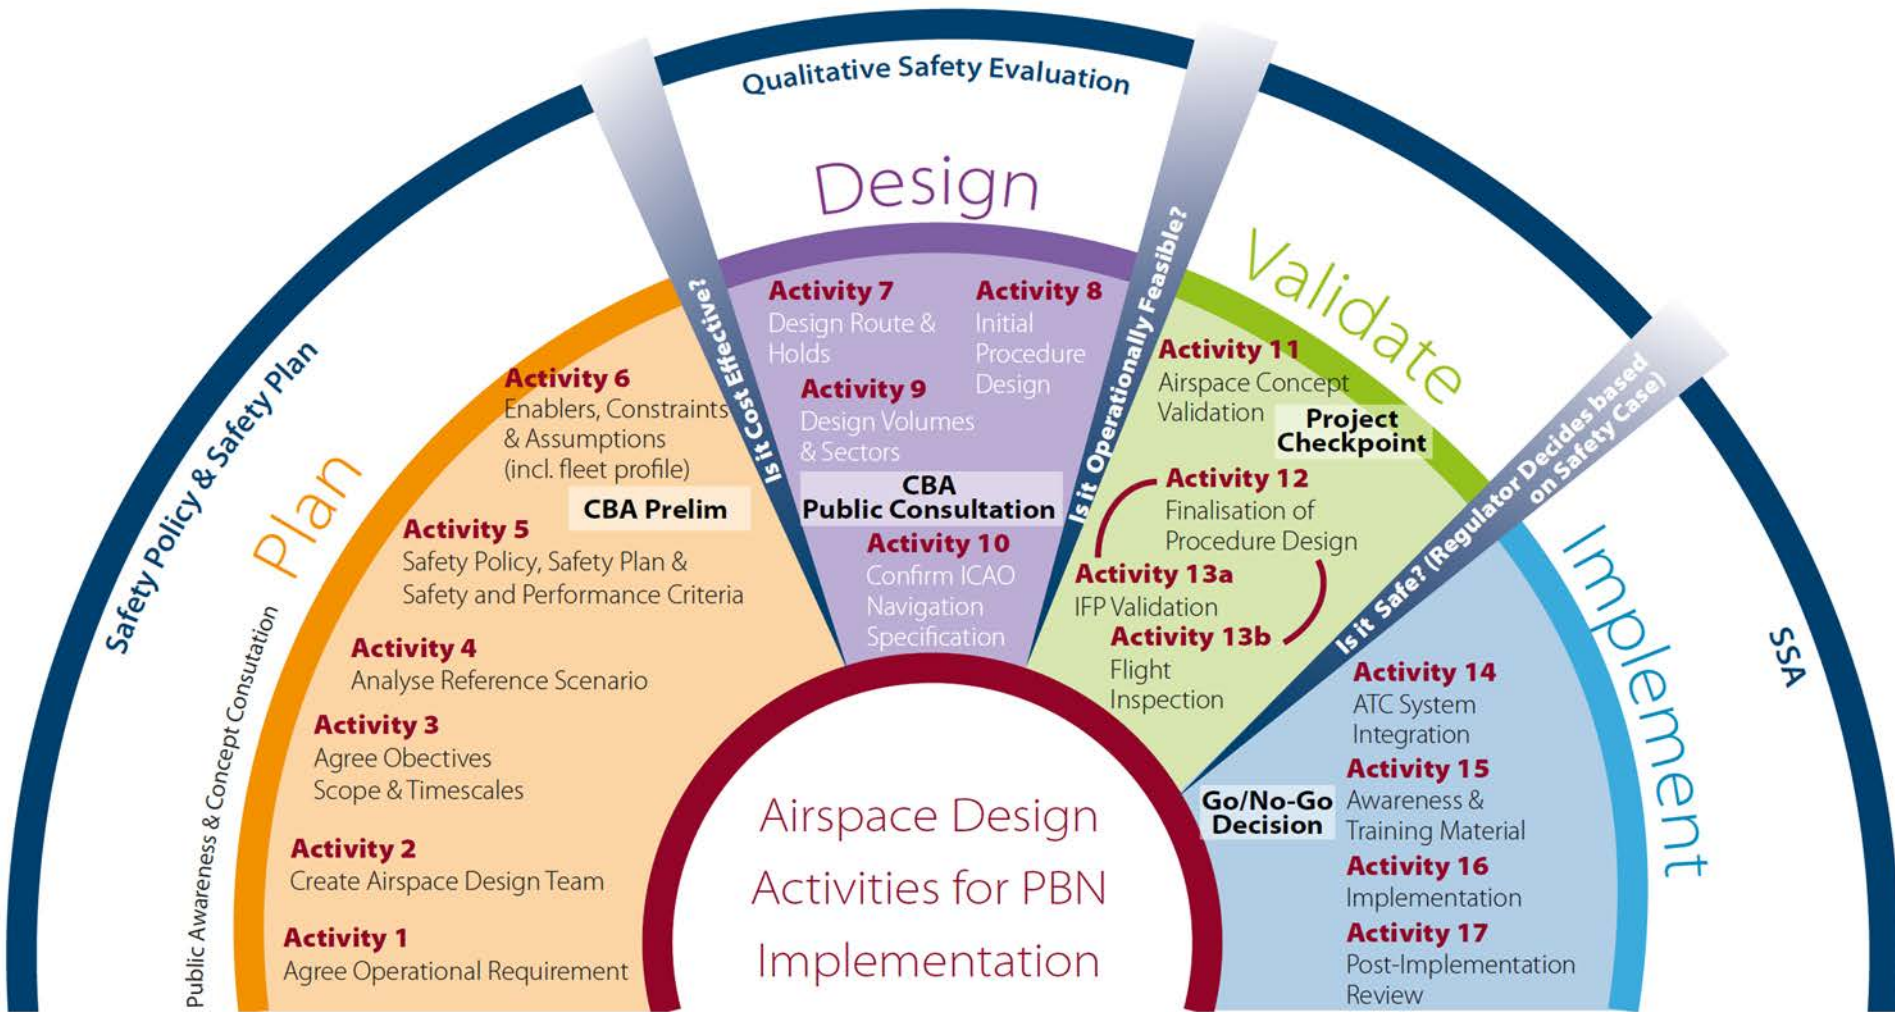 Airspace Design
Activities for PBN
Implementation
Safety Policy & Safety Plan
Public Awareness & Concept Consutation
Plan
Activity 1
Agree Operational Requirement
Activity 2
Create Airspace Design Team
Activity 3
Agree Obectives
Scope & Timescales
Activity 4
Analyse Reference Scenario
Activity 5
Safety Policy, Safety Plan &
Safety and Performance Criteria
Activity 6
Enablers, Constraints
& Assumptions
(incl. fleet profile)
CBA Prelim
Is it Cost Effective?
Qualitative Safety Evaluation
Design
Activity 7
Design Route &
Holds
Activity 8
Initial
Procedure
Design
Activity 9
Design Volumes
& Sectors
CBA
Public Consultation
Activity 10
Confirm ICAO
Navigation
Specification
Is it Operationally Feasible?
Validate
Activity 11
Airspace Concept
Validation
Project
Checkpoint
Activity 12
Finalisation of
Procedure Design
Activity 13a
IFP Validation
Activity 13b
Flight
Inspection
Is it Safe? (Regulator Decides based
on Safety Case)
SSA
Implement
Activity 14
ATC System
Integration
Activity 15
Awareness &
Training Material
Go/No-Go
Decision
Activity 16
Implementation
Activity 17
Post-Implementation
Review